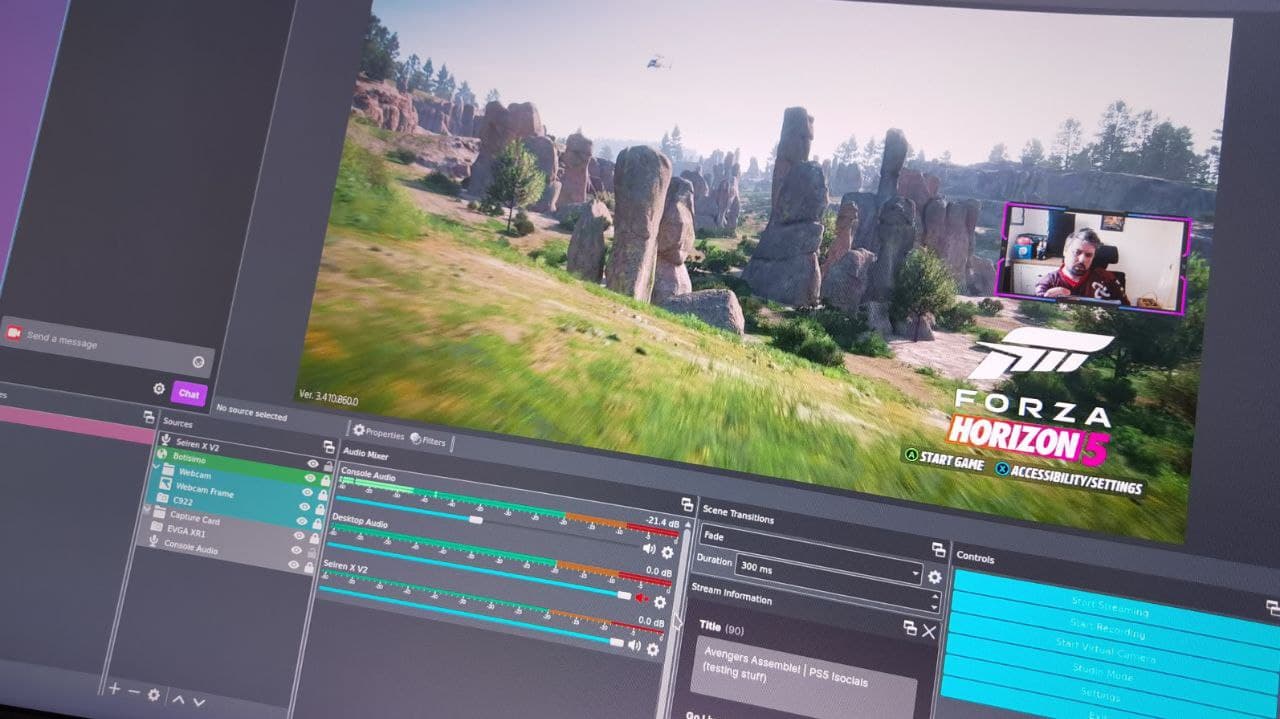 Send a message
Chat
Ver. 3.410.860.0
FORZA
HORIZON 5
A START GAME
X ACCESSIBILITY/SETTINGS
No source selected
Properties
Filters
Sources
Seiren X V2
Botisimo
Webcam
Webcam Frame
C922
Capture Card
EVGA XR1
Console Audio
Audio Mixer
Console Audio
-21.4 dB
Desktop Audio
0.0 dB
Seiren X V2
0.0 dB
Scene Transitions
Fade
Duration
300 ms
Stream Information
Title (90)
Avengers Assemble! | PS5 Isocials
(testing stuff)
Controls
Start Streaming
Start Recording
Start Virtual Camera
Studio Mode
Settings